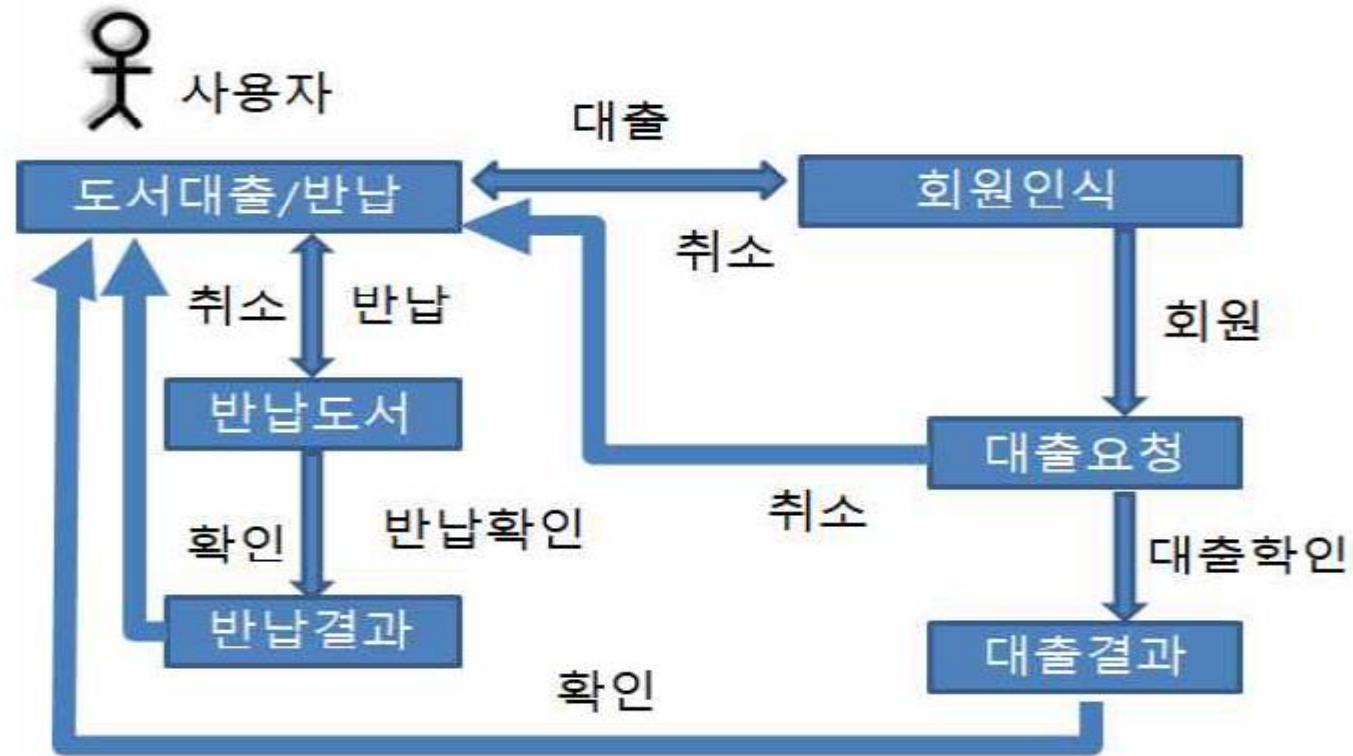 사용자
대출
도서대출/반납
회원인식
취소
취소
반납
회원
반납도서
대출요청
취소
확인
반납확인
대출확인
반납결과
대출결과
확인